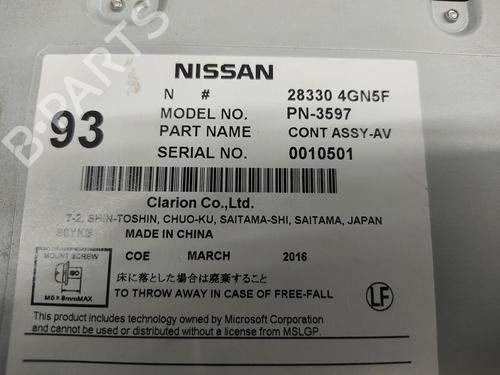 NISSAN
N # 28330 4GN5F
93
MODEL NO. PN-3597
PART NAME CONT ASSY-AV
SERIAL NO. 0010501
Clarion Co.,Ltd.
7-2, SHIN-TOSHIN, CHUO-KU, SAITAMA-SHI, SAITAMA, JAPAN
MADE IN CHINA
MOUNT SCREW
COE MARCH 2016
床に落とした場合は廃棄すること
M5 × 8mmMAX
TO THROW AWAY IN CASE OF FREE-FALL
LF
This product includes technology owned by Microsoft Corporation
and cannot be used or distributed without a license from MSLGP.
B-PARTS